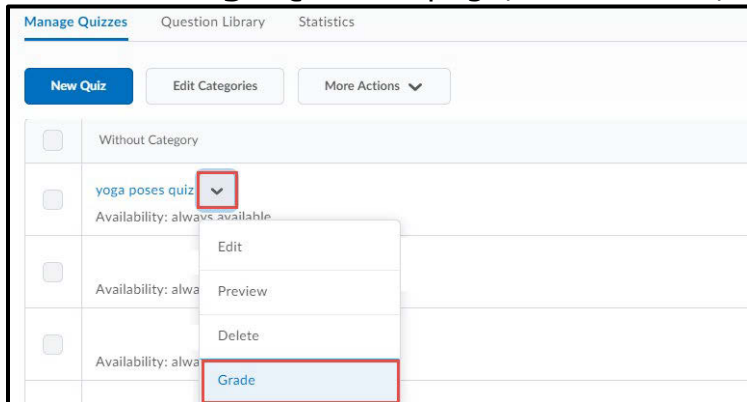 Manage Quizzes Question Library Statistics
New Quiz Edit Categories More Actions
Without Category
yoga poses quiz
Availability: always available
Edit
Availability: alwa
Preview
Delete
Availability: alwa
Grade